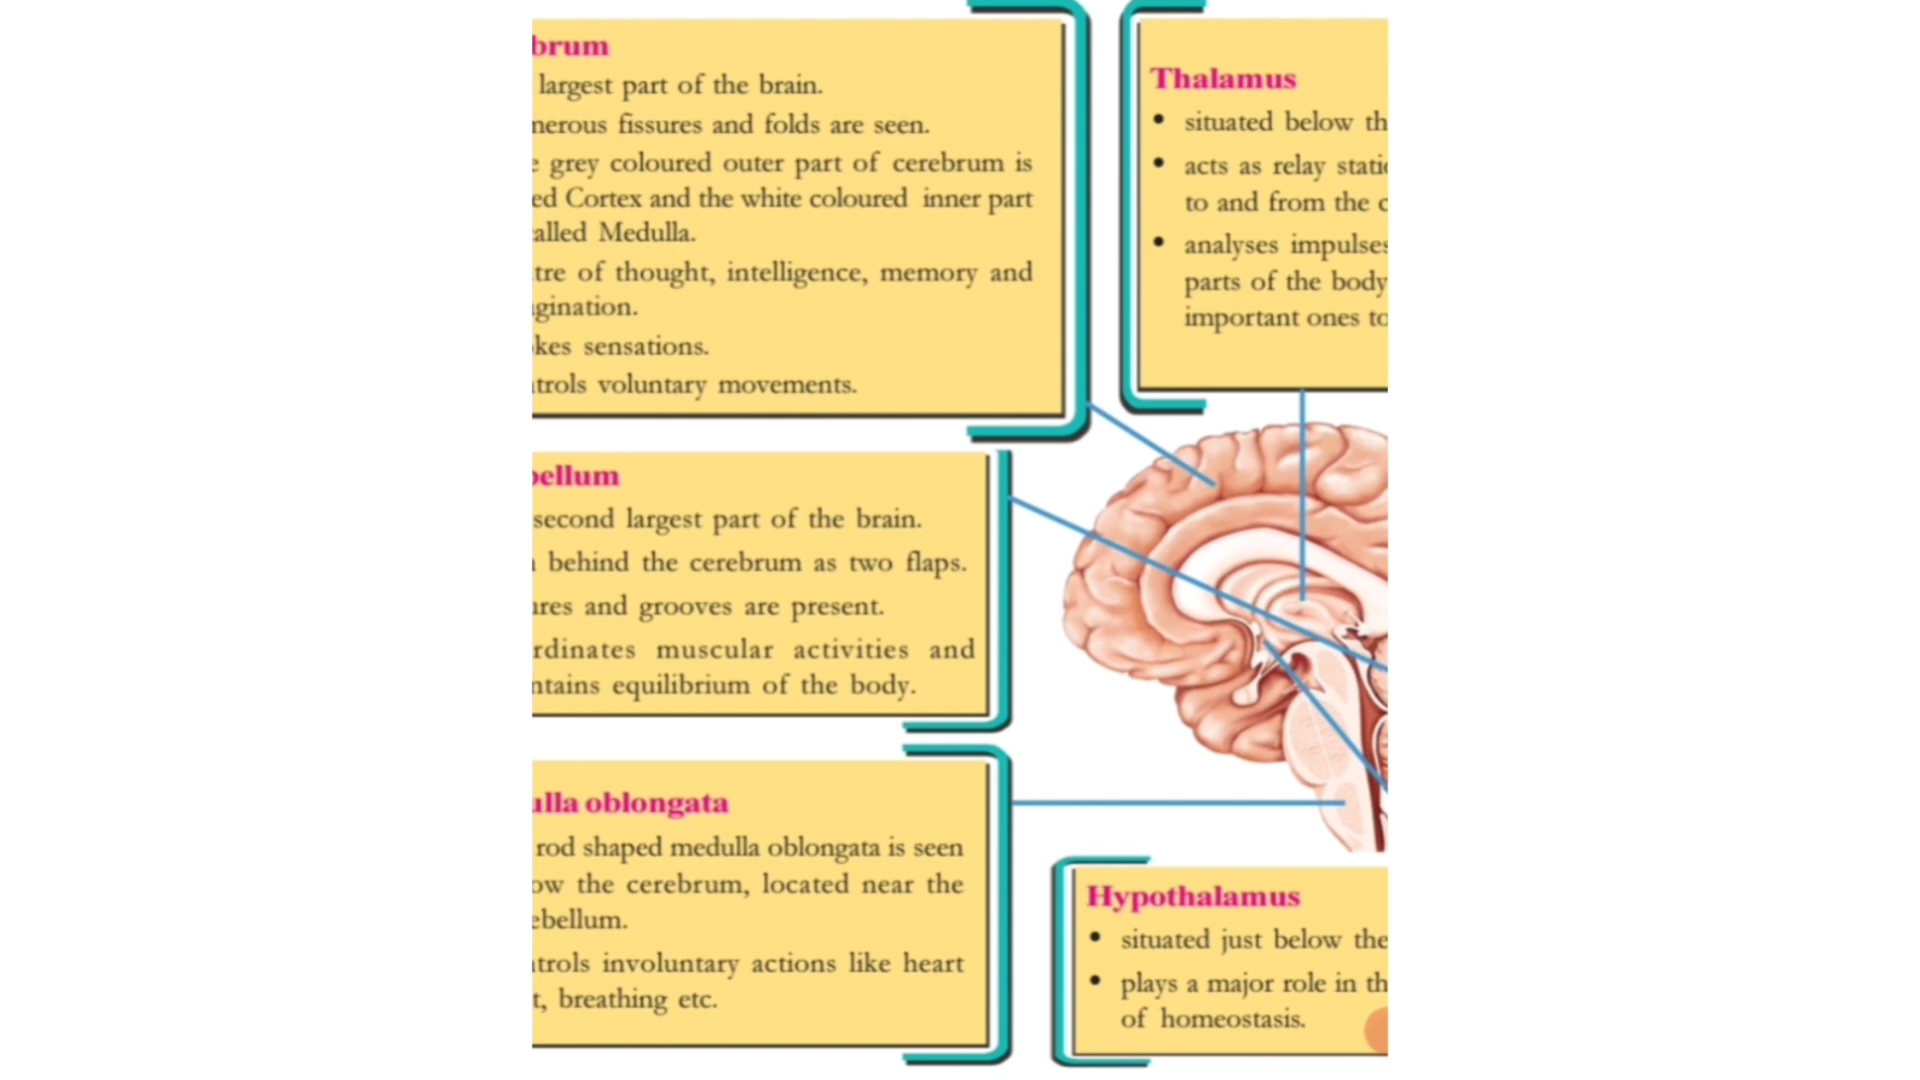 brum
largest part of the brain.
nerous fissures and folds are seen.
e grey coloured outer part of cerebrum is
ed Cortex and the white coloured inner part
alled Medulla.
tre of thought, intelligence, memory and
gination.
kes sensations.
trols voluntary movements.
bellum
second largest part of the brain.
behind the cerebrum as two flaps.
ures and grooves are present.
rdinates muscular activities and
ntains equilibrium of the body.
ulla oblongata
rod shaped medulla oblongata is seen
ow the cerebrum, located near the
ebellum.
trols involuntary actions like heart
t, breathing etc.
Thalamus
• situated below th
• acts as relay static
to and from the c
• analyses impulses
parts of the body
important ones to
Hypothalamus
• situated just below the
• plays a major role in th
of homeostasis.